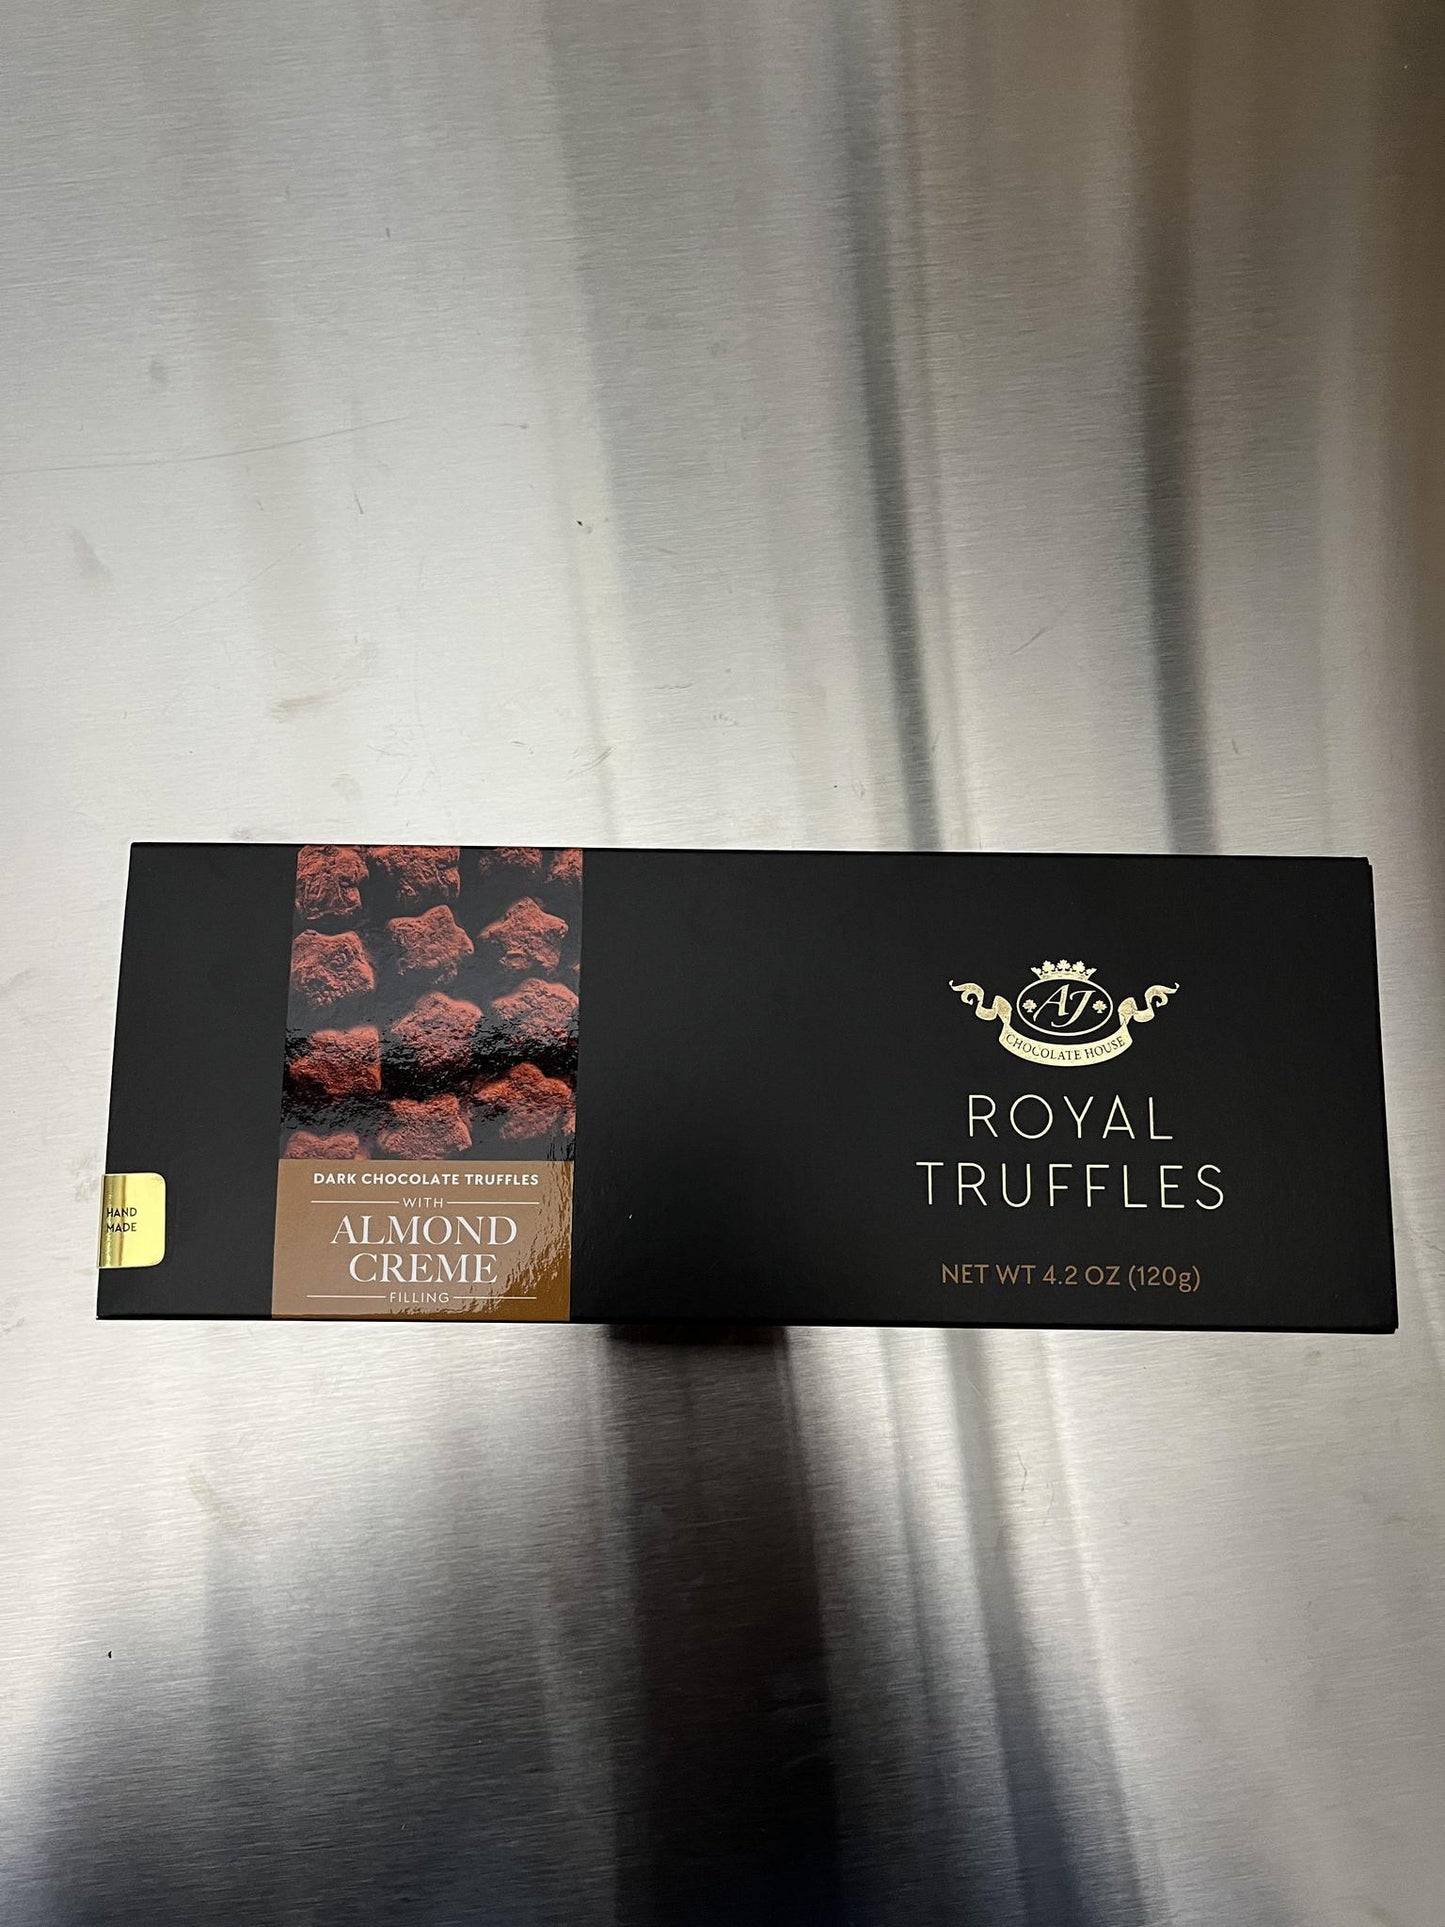 HAND
MADE
DARK CHOCOLATE TRUFFLES
WITH
ALMOND
CREME
FILLING
AJ
CHOCOLATE HOUSE
ROYAL
TRUFFLES
NET WT 4.2 OZ (120g)